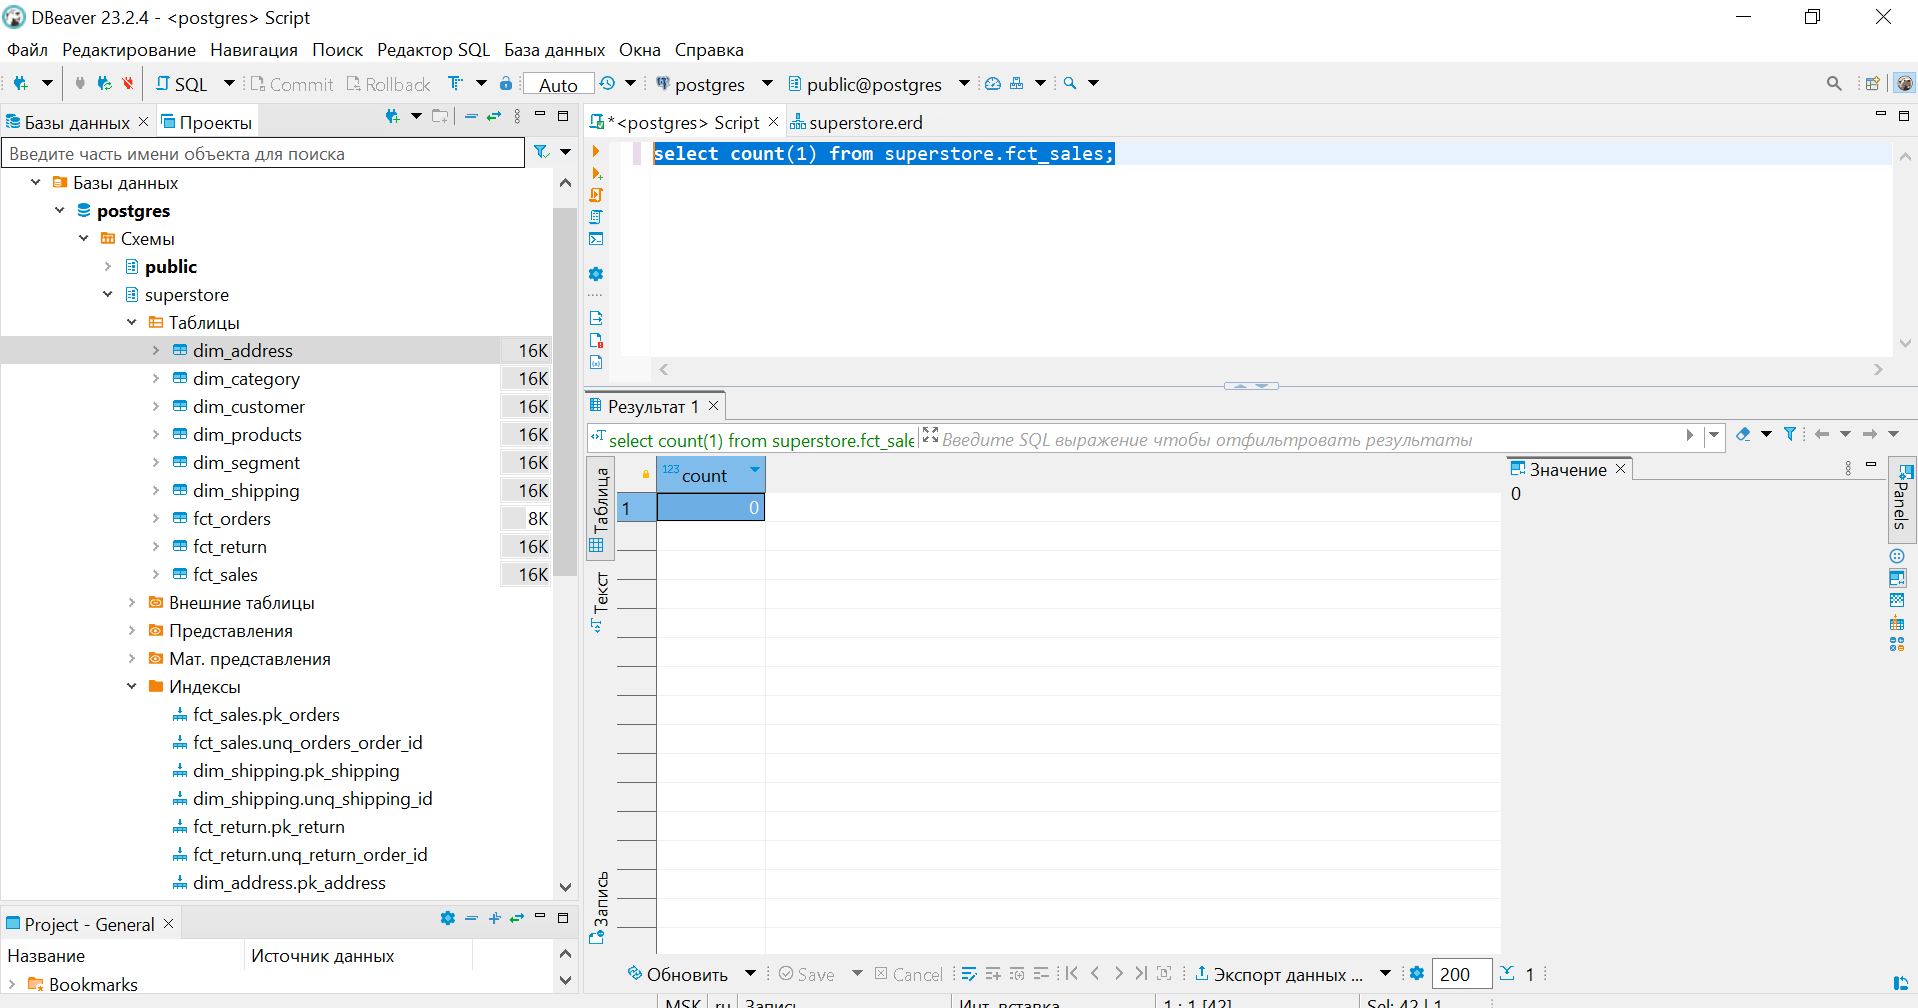 DBeaver 23.2.4 - <postgres> Script
Файл Редактирование Навигация Поиск Редактор SQL База данных Окна Справка
SQL Commit Rollback Auto postgres public@postgres
Базы данных Проекты
Введите часть имени объекта для поиска
Базы данных
postgres
Схемы
public
superstore
Таблицы
dim_address 16K
dim_category 16K
dim_customer 16K
dim_products 16K
dim_segment 16K
dim_shipping 16K
fct_orders 8K
fct_return 16K
fct_sales 16K
Внешние таблицы
Представления
Мат. представления
Индексы
fct_sales.pk_orders
fct_sales.unq_orders_order_id
dim_shipping.pk_shipping
dim_shipping.unq_shipping_id
fct_return.pk_return
fct_return.unq_return_order_id
dim_address.pk_address
Project - General
Название Источник данных
Bookmarks
*<postgres> Script superstore.erd
select count(1) from superstore.fct_sales;
Результат 1
select count(1) from superstore.fct_sale Введите SQL выражение чтобы отфильтровать результаты
Таблица
Текст
Запись
123 count
1 0
Значение
0
Panels
Обновить Save Cancel Экспорт данных ... 200 1
MSK ru Запись Инт. вставка 1 : 1 [42] Sel: 42 | 1